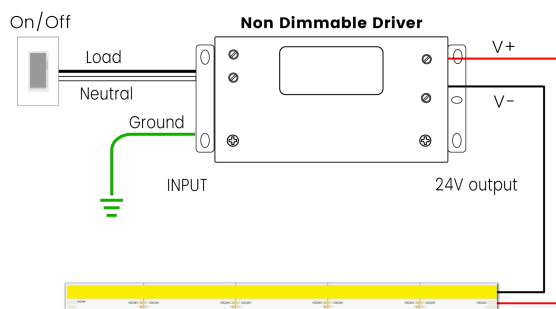 On/Off
Non Dimmable Driver
Load
V+
Neutral
V-
Ground
INPUT
24V output